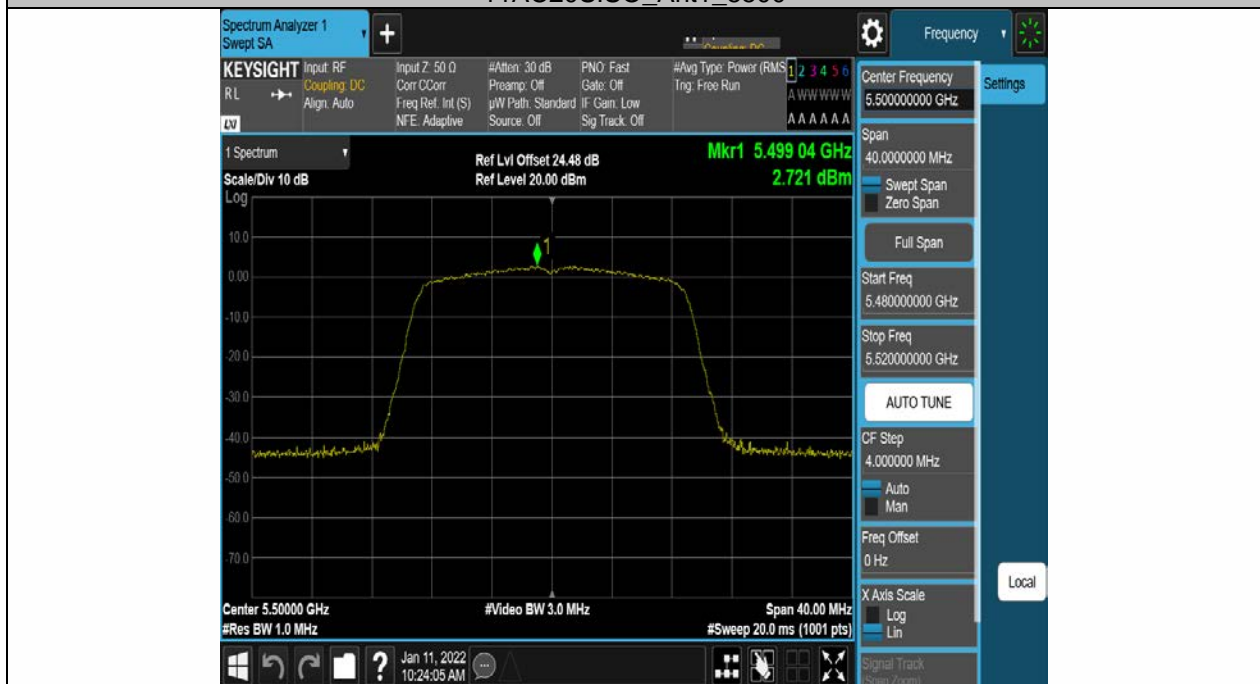 Spectrum Analyzer 1
Swept SA
Frequency
KEYSIGHT
RL
LXI
Input: RF
Coupling: DC
Align: Auto
Input Z: 50 Ω
Corr CCorr
Freq Ref: Int (S)
NFE: Adaptive
#Atten: 30 dB
Preamp: Off
µW Path: Standard
Source: Off
PNO: Fast
Gate: Off
IF Gain: Low
Sig Track: Off
#Avg Type: Power (RMS
Trig: Free Run
1 2 3 4 5 6
A W W W W W
A A A A A A
1 Spectrum
Scale/Div 10 dB
Log
Ref Lvl Offset 24.48 dB
Ref Level 20.00 dBm
Mkr1 5.499 04 GHz
2.721 dBm
1
10.0
0.00
-10.0
-20.0
-30.0
-40.0
-50.0
-60.0
-70.0
Center 5.50000 GHz
#Res BW 1.0 MHz
#Video BW 3.0 MHz
Span 40.00 MHz
#Sweep 20.0 ms (1001 pts)
Center Frequency
5.500000000 GHz
Settings
Span
40.0000000 MHz
Swept Span
Zero Span
Full Span
Start Freq
5.480000000 GHz
Stop Freq
5.520000000 GHz
AUTO TUNE
CF Step
4.000000 MHz
Auto
Man
Freq Offset
0 Hz
X Axis Scale
Log
Lin
Local
Signal Track
(Span Zoom)
?
Jan 11, 2022
10:24:05 AM